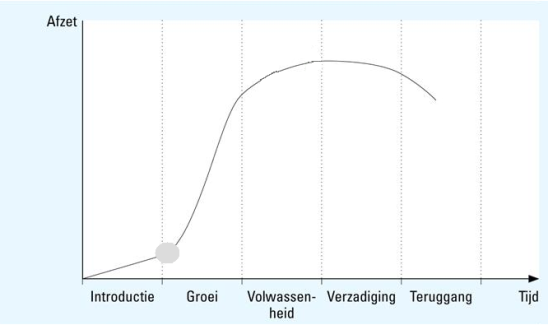 Afzet
Introductie Groei Volwassen- Verzadiging Teruggang Tijd
heid